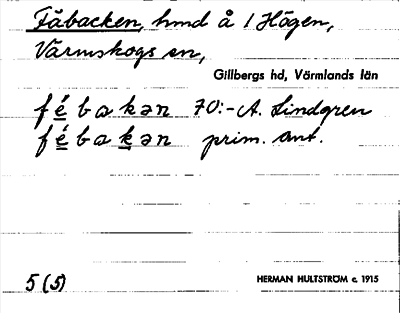 Fäbacken, hmd å 1 Högen,
Värmskogs sn,
Gillbergs hd, Värmlands län
fébakən 70:- A. Lindgren
fébakən prim. ant.
5 (5)
HERMAN HULTSTRÖM c. 1915